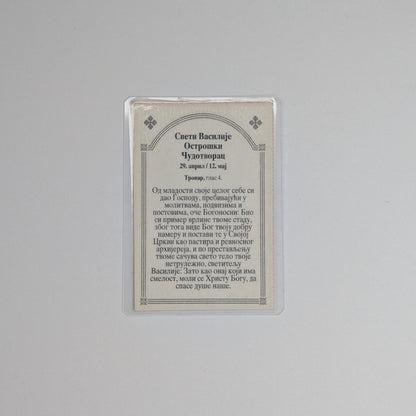 Свети Василије
Острошки
Чудотворац
29. април / 12. мај
Тропар, глас 4.
Од младости своје целог себе си
дао Господу, пребивајући у
молитвама, подвизима и
постовима, оче Богоносни: Био
си пример врлине твоме стаду,
због тога виде Бог твоју добру
намеру и постави те у Својој
Цркви као пастира и ревносног
архијереја, и по престављењу
твоме сачува свето тело твоје
нетрулежно, светитељу
Василије: Зато као онај који има
смелост, моли се Христу Богу, да
спасе душе наше.